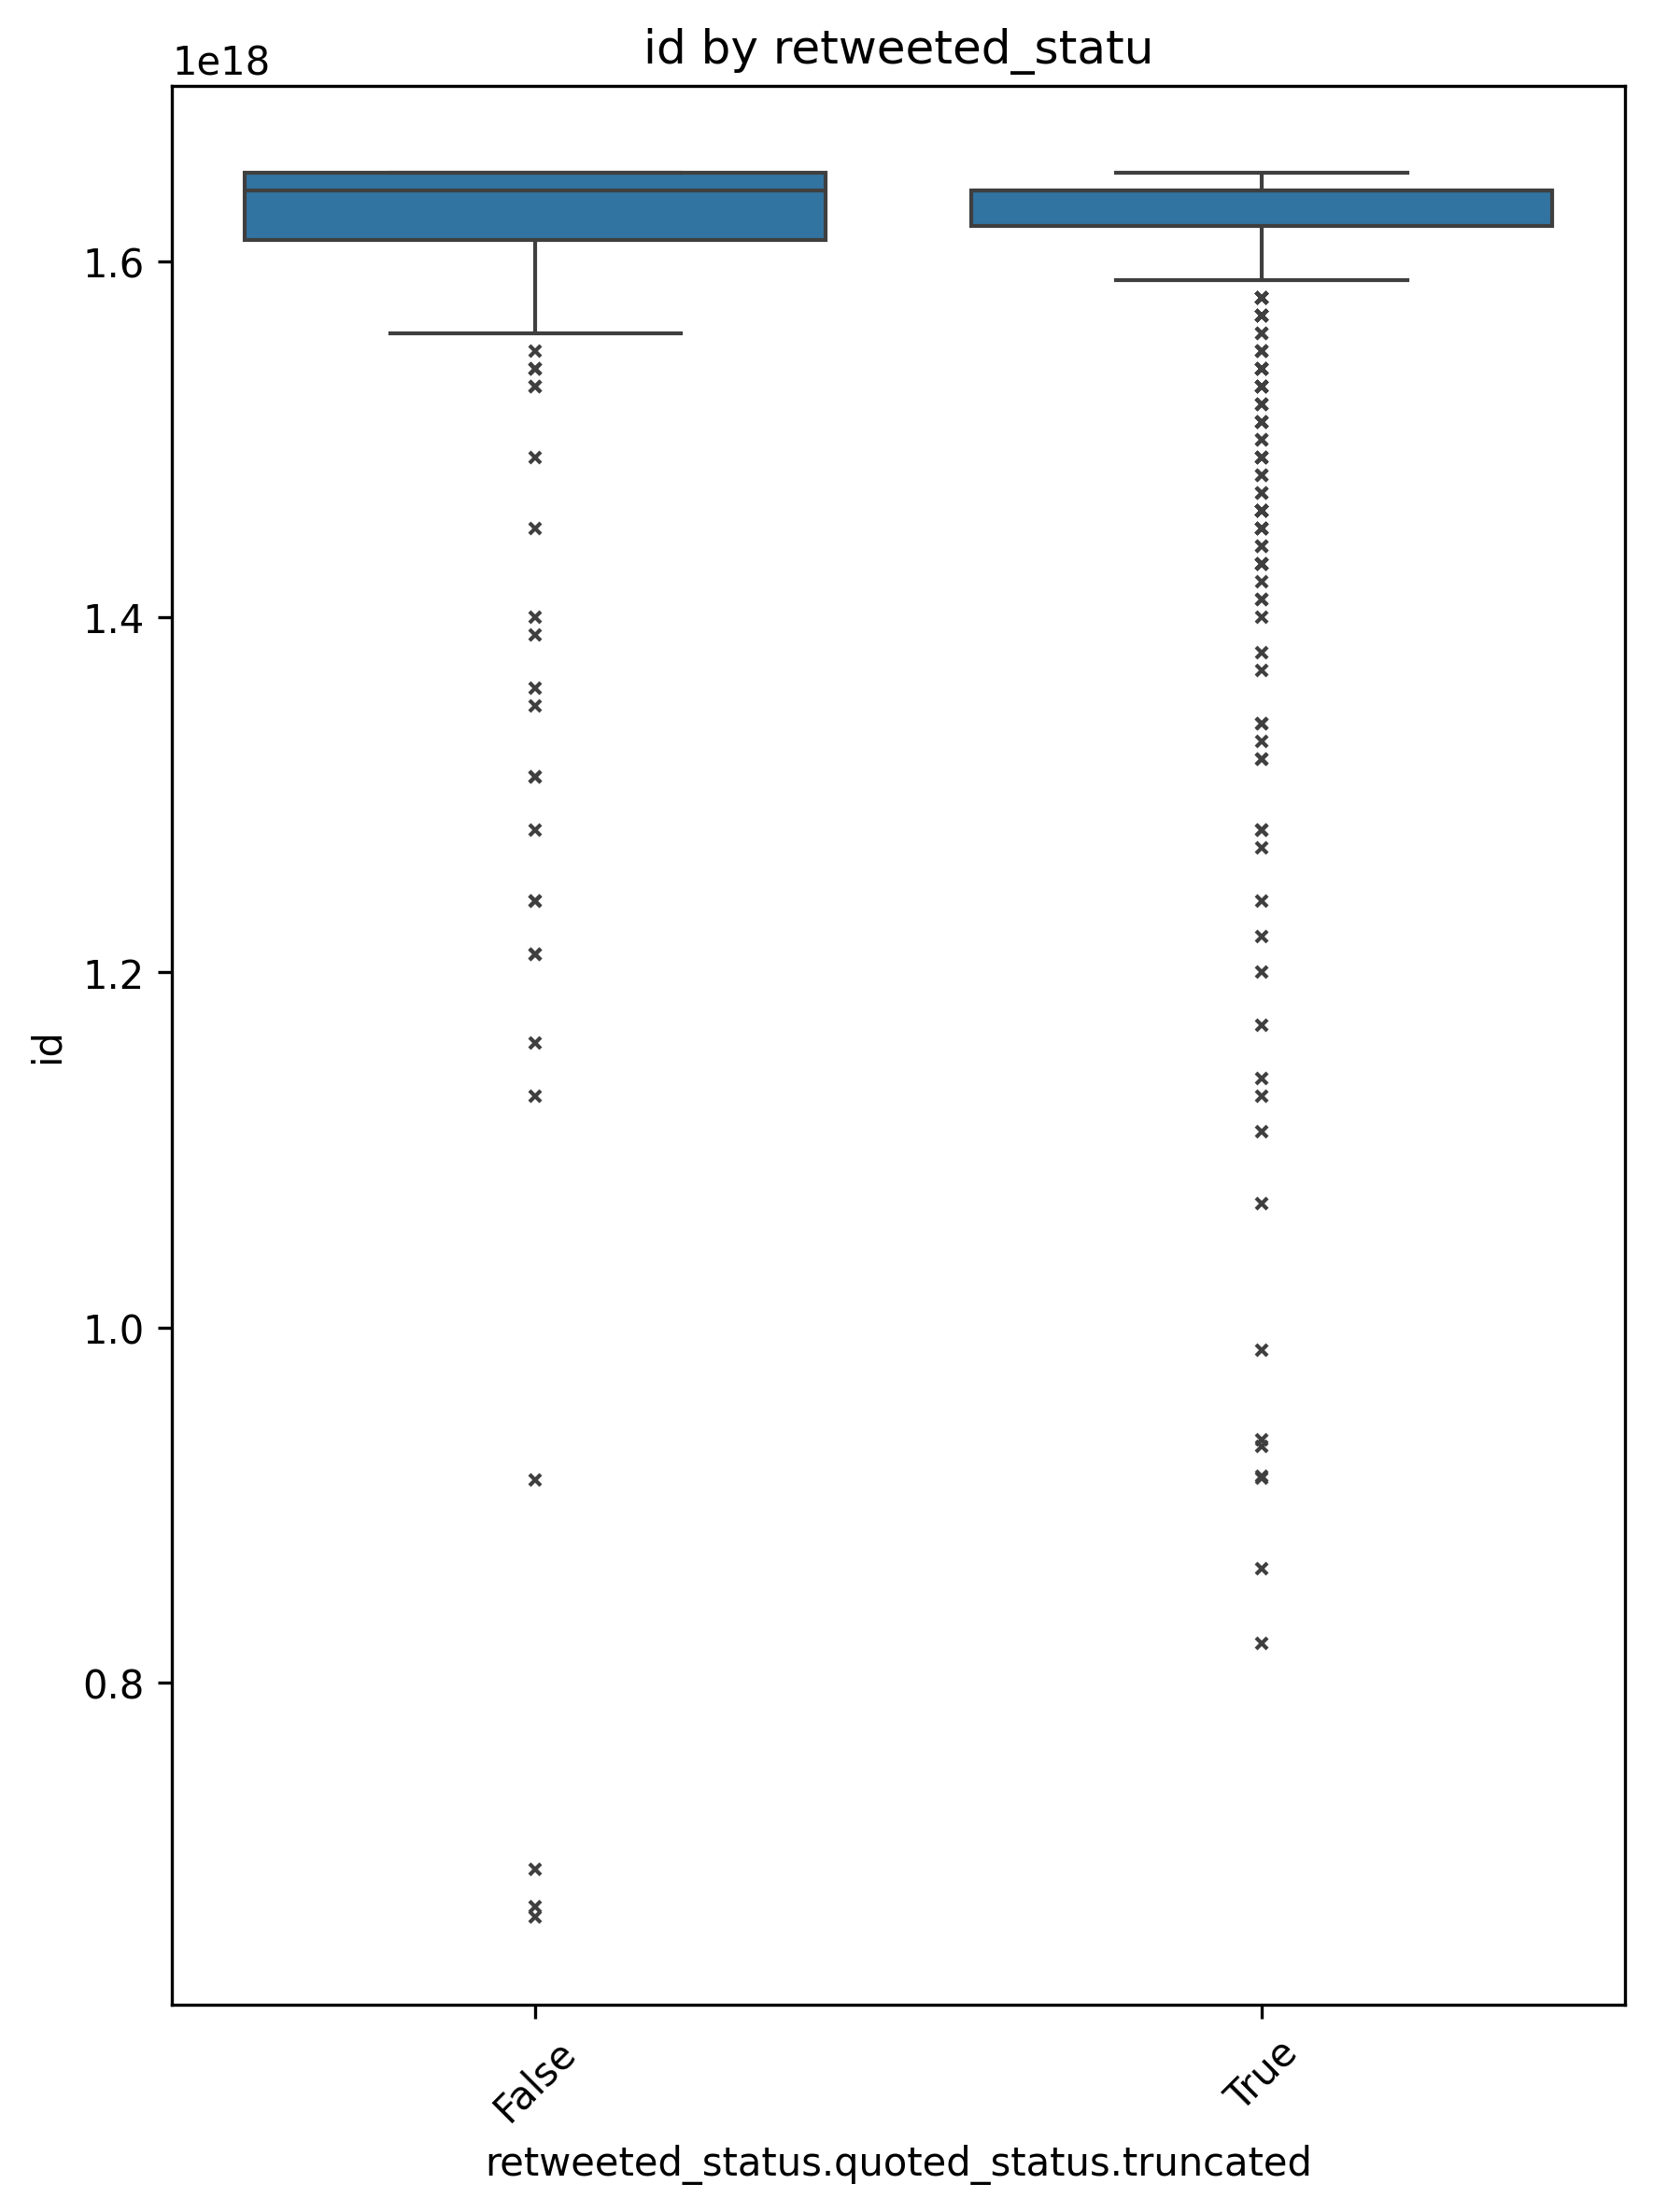 id by retweeted_statu
1e18
1.6
1.4
1.2
1.0
0.8
id
False
True
retweeted_status.quoted_status.truncated